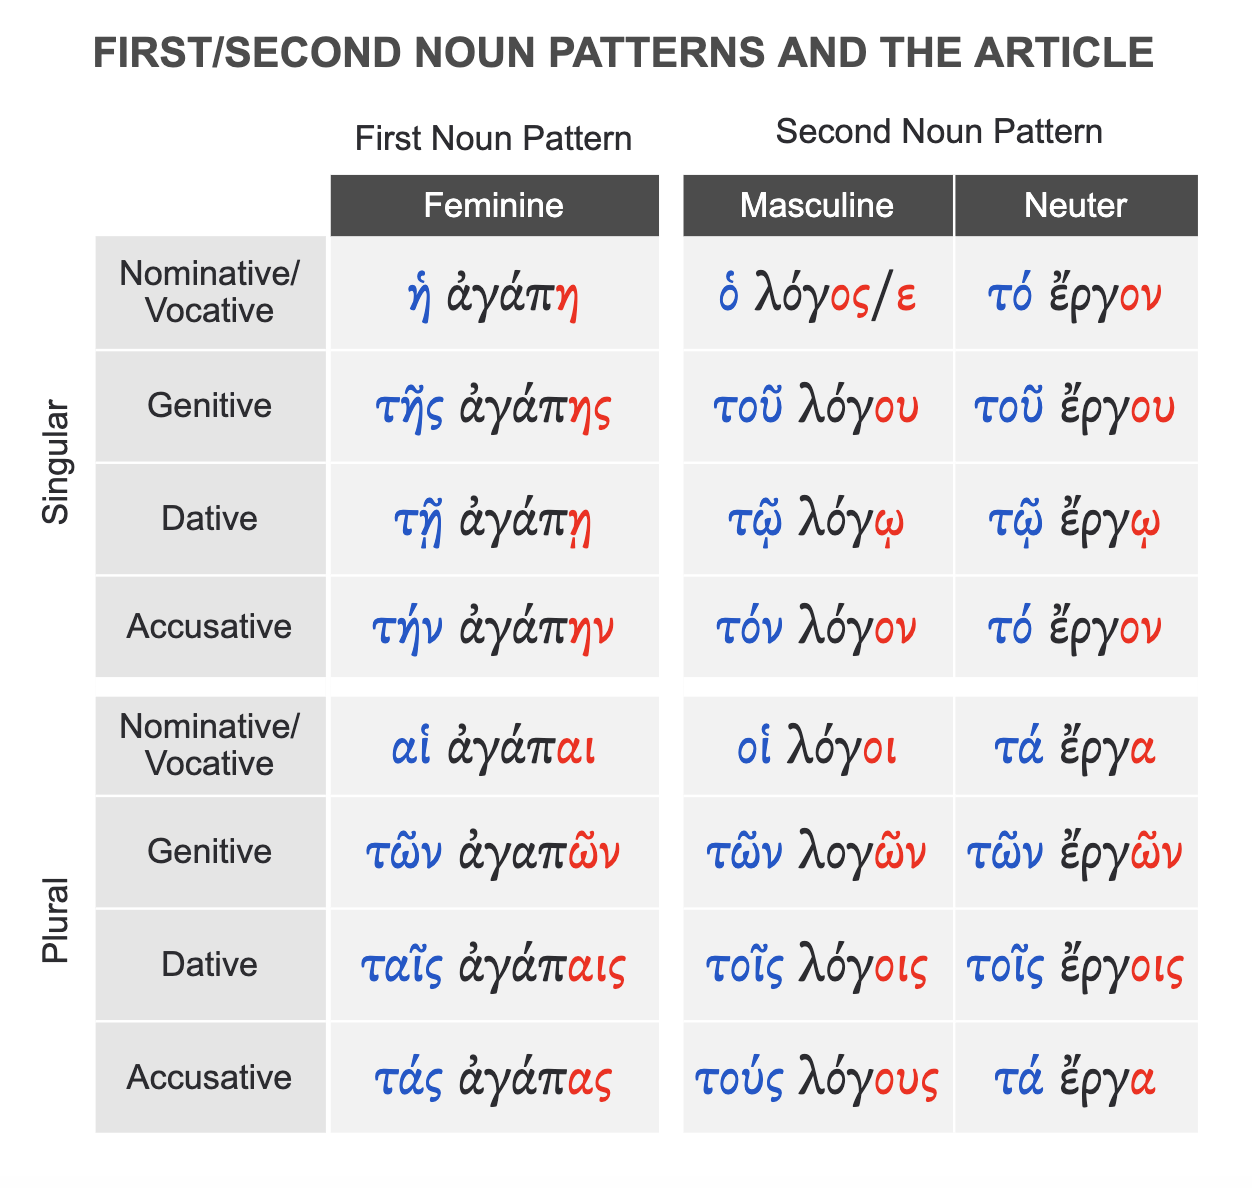 FIRST/SECOND NOUN PATTERNS AND THE ARTICLE
First Noun Pattern
Second Noun Pattern
Feminine
Masculine
Neuter
Singular
Nominative/
Vocative
ἡ ἀγάπη
ὁ λόγος/ε
τό ἔργον
Genitive
τῆς ἀγάπης
τοῦ λόγου
τοῦ ἔργου
Dative
τῇ ἀγάπῃ
τῷ λόγῳ
τῷ ἔργῳ
Accusative
τήν ἀγάπην
τόν λόγον
τό ἔργον
Plural
Nominative/
Vocative
αἱ ἀγάπαι
οἱ λόγοι
τά ἔργα
Genitive
τῶν ἀγαπῶν
τῶν λογῶν
τῶν ἔργῶν
Dative
ταῖς ἀγάπαις
τοῖς λόγοις
τοῖς ἔργοις
Accusative
τάς ἀγάπας
τούς λόγους
τά ἔργα